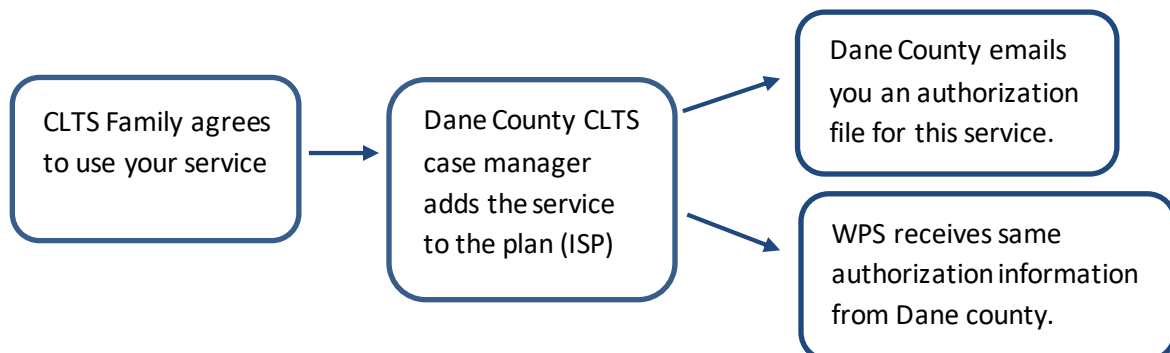 CLTS Family agrees
to use your service
Dane County CLTS
case manager
adds the service
to the plan (ISP)
Dane County emails
you an authorization
file for this service.
WPS receives same
authorization information
from Dane county.